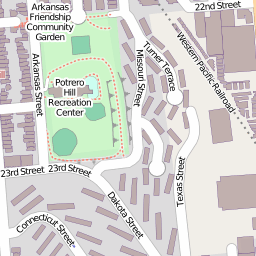 Arkansas
Friendship
Community
Garden
22nd Street
Turner Terrace
Western Pacific Railroad
Missouri Street
Arkansas Street
Potrero
Hill
Recreation
Center
23rd Street
23rd Street
Texas Street
Dakota Street
Connecticut Street